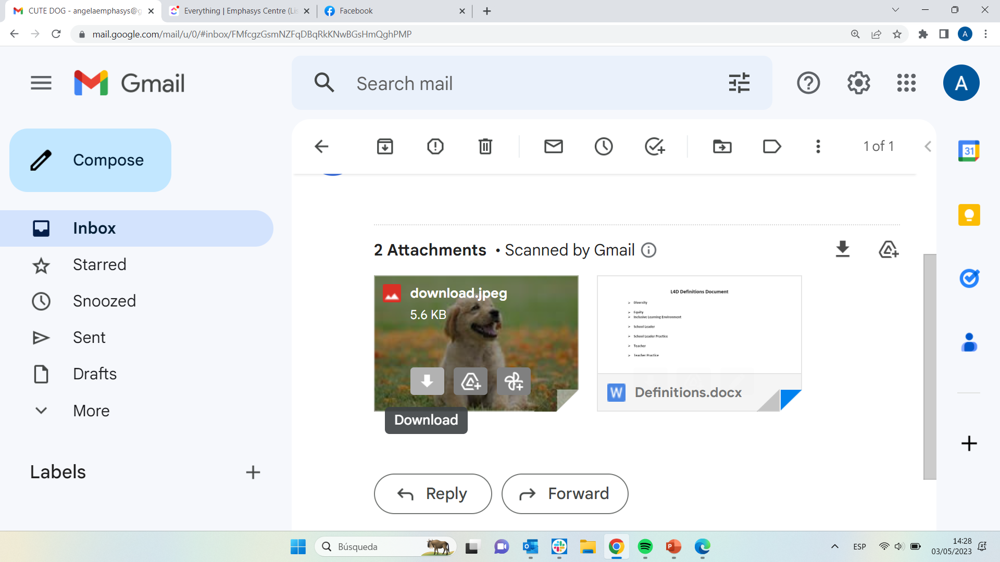 CUTE DOG - angelaemphasys@g
Everything | Emphasys Centre (Lis
Facebook
mail.google.com/mail/u/0/#inbox/FMfcgzGsmNZFqDBqRkKNwBGsHmQghPMP
A
Gmail
Search mail
A
Compose
1 of 1
31
Inbox
Starred
Snoozed
Sent
Drafts
More
Labels
2 Attachments • Scanned by Gmail
download.jpeg
5.6 KB
Download
L4D Definitions Document
Diversity
Equity
Inclusive Learning Environment
School Leader
School Leader Practice
Teacher
Teacher Practice
W
Definitions.docx
Reply
Forward
Búsqueda
ESP
14:28
03/05/2023